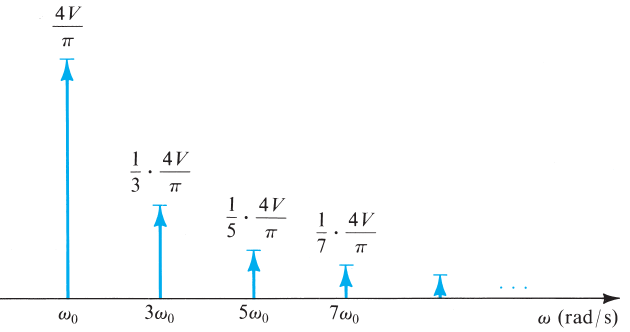 4V/π
1/3 · 4V/π
1/5 · 4V/π
1/7 · 4V/π
. . .
ω₀ 3ω₀ 5ω₀ 7ω₀ ω (rad/s)